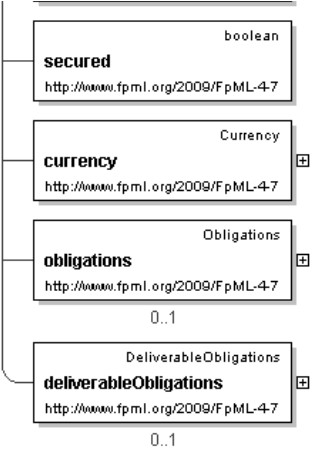 boolean
secured
http://www.fpml.org/2009/FpML-4-7
Currency
currency
http://www.fpml.org/2009/FpML-4-7
Obligations
obligations
http://www.fpml.org/2009/FpML-4-7
0..1
DeliverableObligations
deliverableObligations
http://www.fpml.org/2009/FpML-4-7
0..1